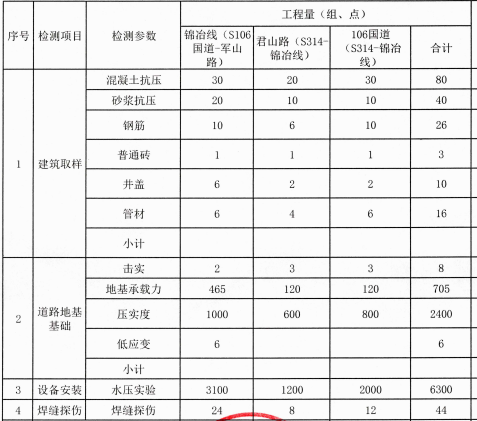 序号 检测项目 检测参数 工程量（组、点）
锦冶线（S106国道-军山路） 君山路（S314-锦冶线） 106国道（S314-锦冶线） 合计
1 建筑取样 混凝土抗压 30 20 30 80
砂浆抗压 20 10 10 40
钢筋 10 6 10 26
普通砖 1 1 1 3
井盖 6 2 2 10
管材 6 4 6 16
小计
2 道路地基基础 击实 2 3 3 8
地基承载力 465 120 120 705
压实度 1000 600 800 2400
低应变 6 6
小计
3 设备安装 水压实验 3100 1200 2000 6300
4 焊缝探伤 焊缝探伤 24 8 12 44